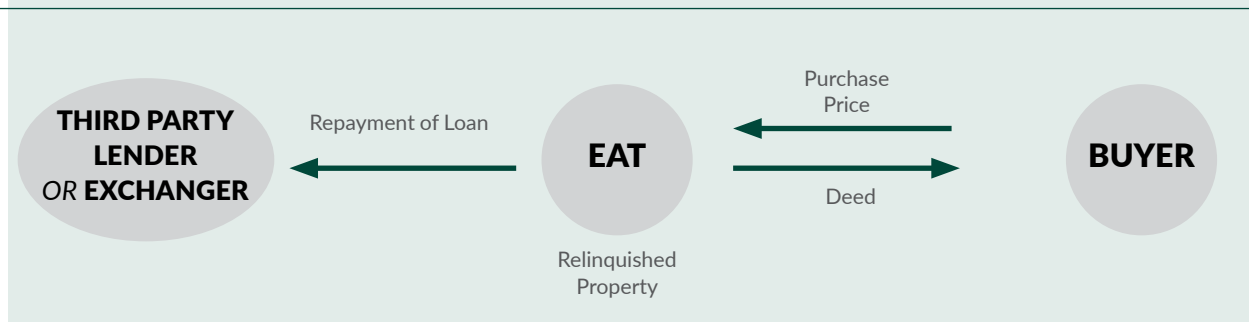 THIRD PARTY
LENDER
OR EXCHANGER
Repayment of Loan
EAT
Relinquished
Property
Purchase
Price
Deed
BUYER